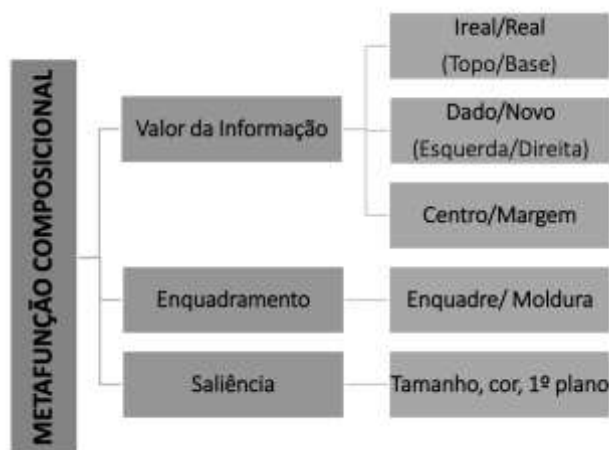 METAFUNÇÃO COMPOSICIONAL
Valor da Informação
Ireal/Real
(Topo/Base)
Dado/Novo
(Esquerda/Direita)
Centro/Margem
Enquadramento
Enquadre/ Moldura
Saliência
Tamanho, cor, 1º plano